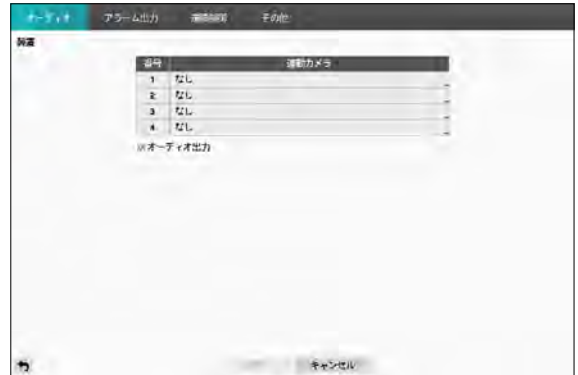 オーディオ アラーム出力 その他
装置
番号 連動カメラ
1 なし
2 なし
3 なし
4 なし
※オーディオ出力
キャンセル